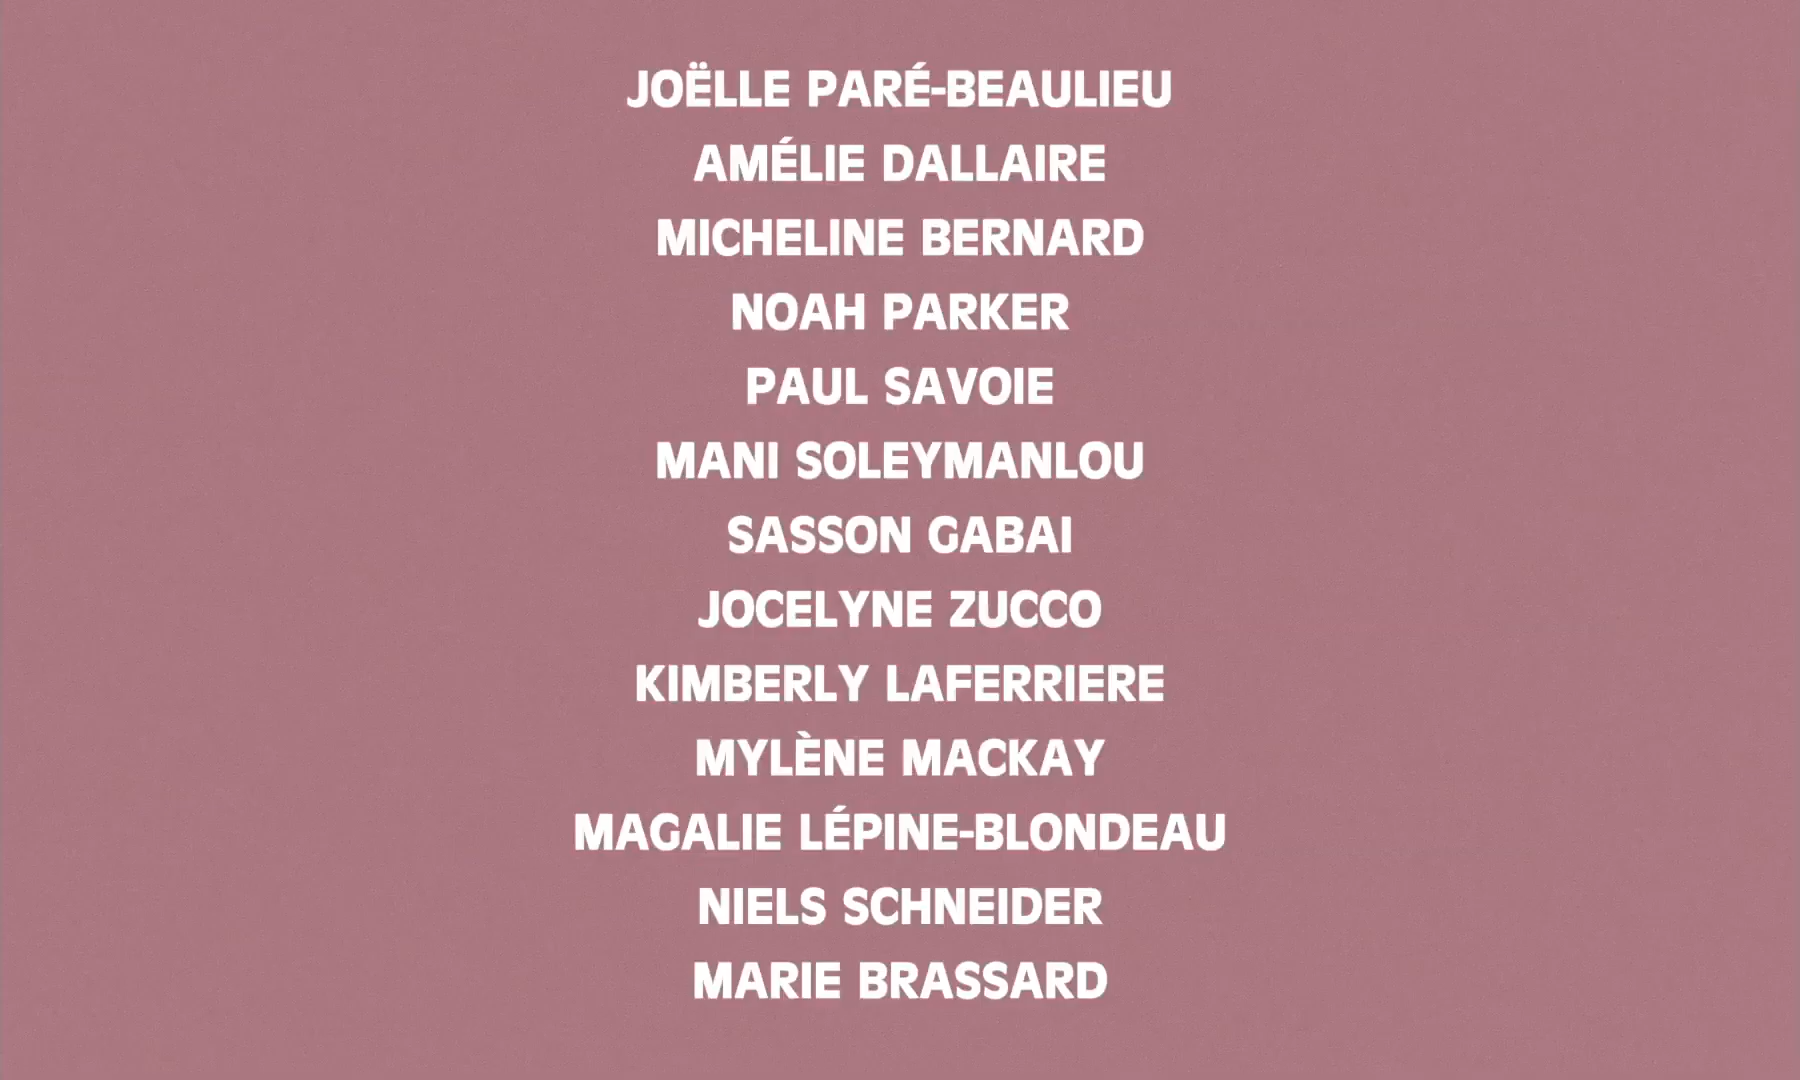 JOËLLE PARÉ-BEAULIEU
AMÉLIE DALLAIRE
MICHELINE BERNARD
NOAH PARKER
PAUL SAVOIE
MANI SOLEYMANLOU
SASSON GABAI
JOCELYNE ZUCCO
KIMBERLY LAFERRIERE
MYLÈNE MACKAY
MAGALIE LÉPINE-BLONDEAU
NIELS SCHNEIDER
MARIE BRASSARD